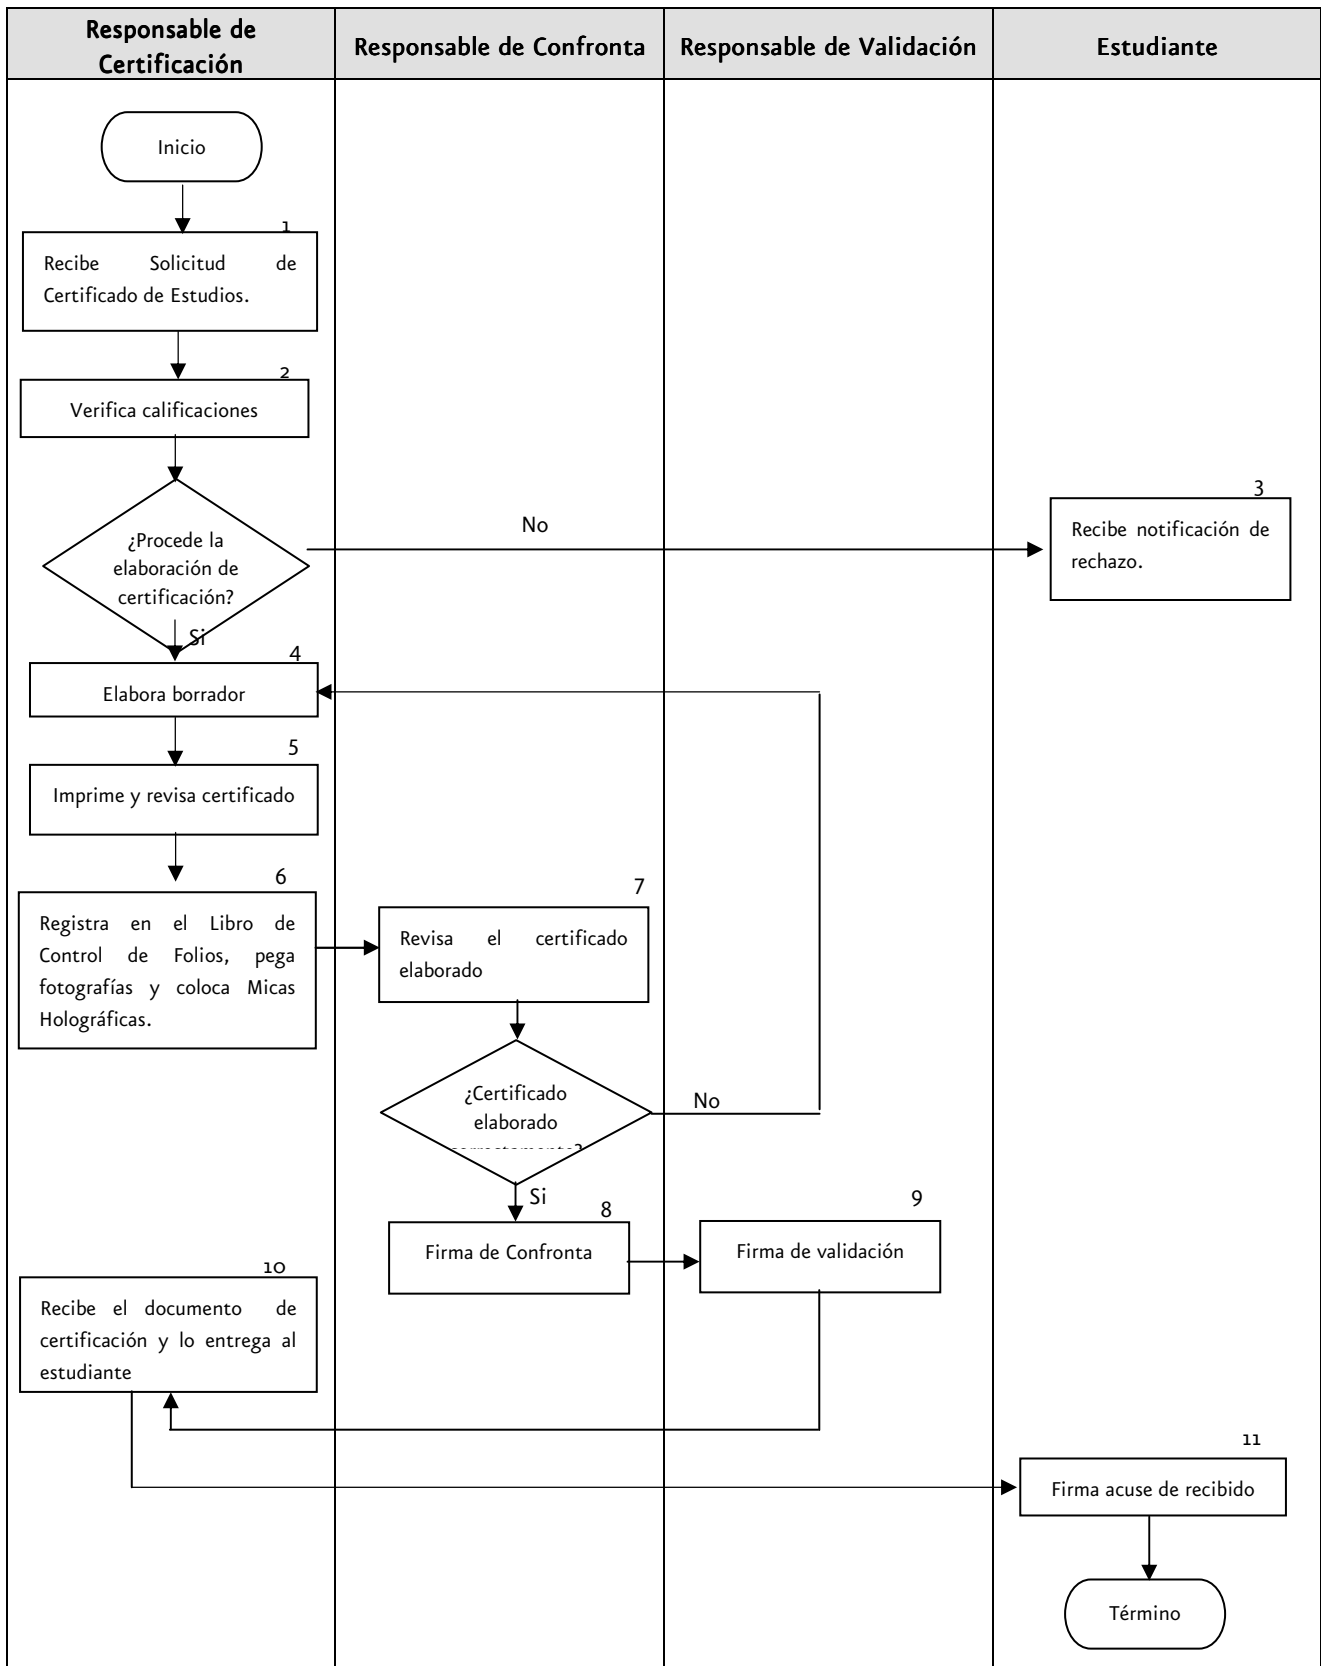 Responsable de
Certificación
Responsable de Confronta
Responsable de Validación
Estudiante
Inicio
1
Recibe Solicitud de
Certificado de Estudios.
2
Verifica calificaciones
¿Procede la
elaboración de
certificación?
No
3
Recibe notificación de
rechazo.
Si
4
Elabora borrador
5
Imprime y revisa certificado
6
Registra en el Libro de
Control de Folios, pega
fotografías y coloca Micas
Holográficas.
7
Revisa el certificado
elaborado
¿Certificado
elaborado
No
Si
8
Firma de Confronta
9
Firma de validación
10
Recibe el documento de
certificación y lo entrega al
estudiante
11
Firma acuse de recibido
Término